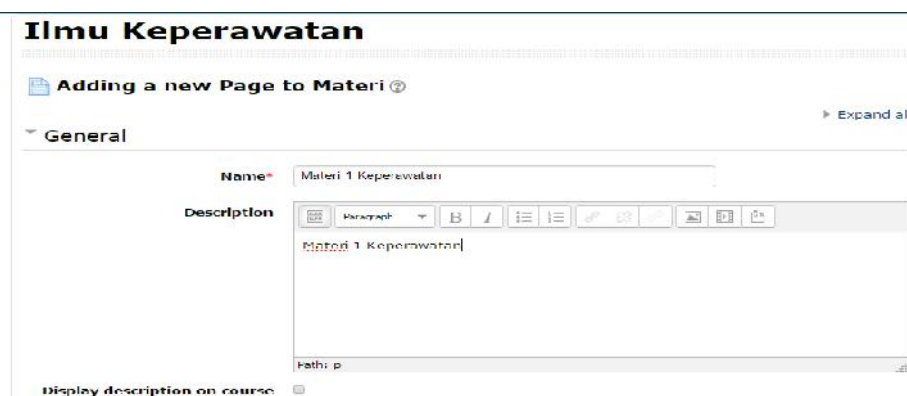 Ilmu Keperawatan
Adding a new Page to Materi
Expand al
General
Name*
Materi 1 Keperawatan
Description
Paragraph
B I
Materi 1 Keperawatan
Path: p
Display description on course